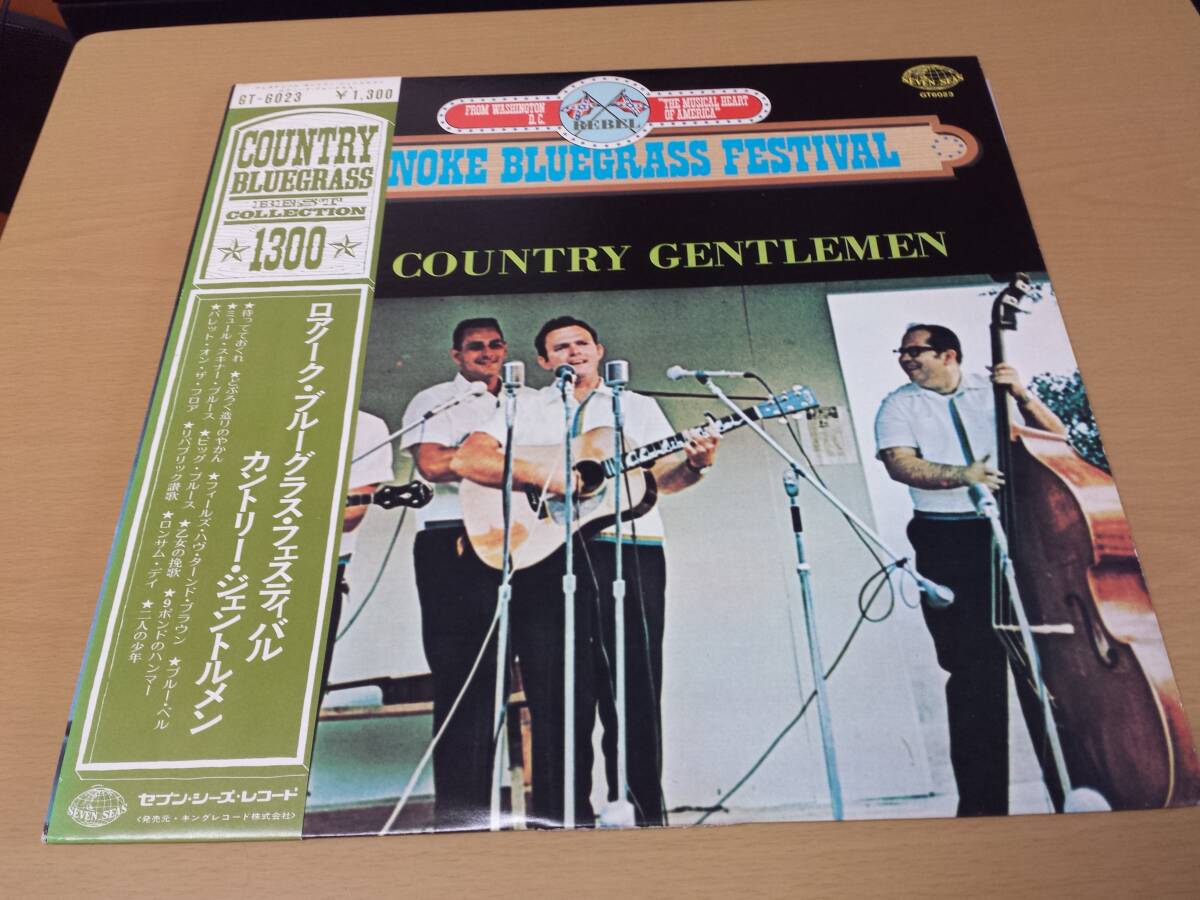 GT-6023 ¥1,300
COUNTRY
BLUEGRASS
BEST
COLLECTION
★1300★
ロアノーク・ブルーグラス・フェスティバル
カントリー・ジェントルメン
★待ってておくれ ★どぶろく造りのやかん ★フィールズ・ハヴ・ターンド・ブラウン ★ブルー・ベル
★ミュール・スキナー・ブルース ★ビッグ・ブルース ★乙女の挽歌 ★9ポンドのハンマー
★パレット・オン・ザ・フロア ★リパブリック讃歌 ★ロンサム・デイ ★二人の少年
SEVEN SEAS
セブン・シーズ・レコード
〈発売元・キングレコード株式会社〉
FROM WASHINGTON
D.C.
REBEL
"THE MUSICAL HEART
OF AMERICA"
SEVEN SEAS
GT6023
NOKE BLUEGRASS FESTIVAL
COUNTRY GENTLEMEN